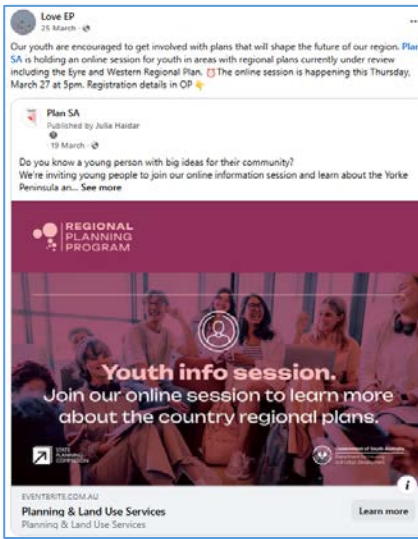 Love EP
25 March ·
Our youth are encouraged to get involved with plans that will shape the future of our region. Plan
SA is holding an online session for youth in areas with regional plans currently under review
including the Eyre and Western Regional Plan. ⏰The online session is happening this Thursday,
March 27 at 5pm. Registration details in OP 👇
Plan SA
Published by Julia Haidar
· 19 March ·
Do you know a young person with big ideas for their community?
We're inviting young people to join our online information session and learn about the Yorke
Peninsula an... See more
REGIONAL
PLANNING
PROGRAM
Youth info session.
Join our online session to learn more
about the country regional plans.
STATE
PLANNING
COMMISSION
Government of South Australia
EVENTBRITE.COM.AU
Planning & Land Use Services
Planning & Land Use Services
Learn more